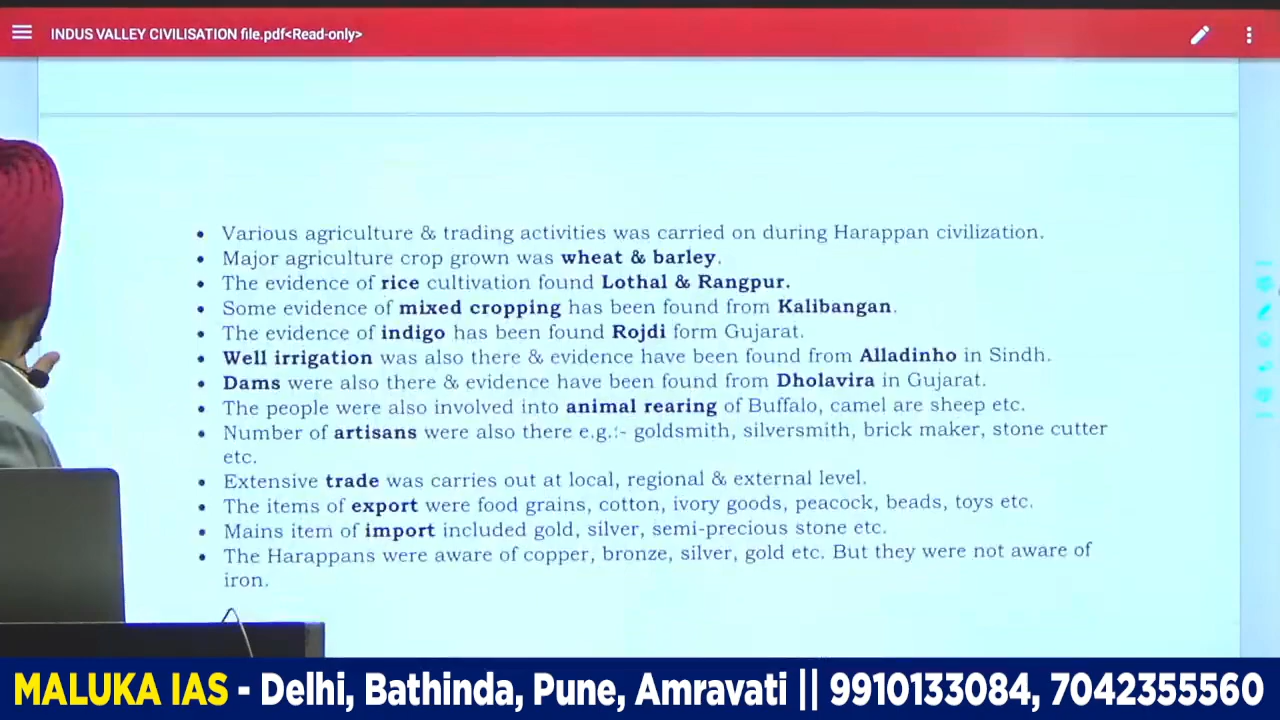 INDUS VALLEY CIVILISATION file.pdf<Read-only>
• Various agriculture & trading activities was carried on during Harappan civilization.
• Major agriculture crop grown was wheat & barley.
• The evidence of rice cultivation found Lothal & Rangpur.
• Some evidence of mixed cropping has been found from Kalibangan.
• The evidence of indigo has been found Rojdi form Gujarat.
• Well irrigation was also there & evidence have been found from Alladinho in Sindh.
• Dams were also there & evidence have been found from Dholavira in Gujarat.
• The people were also involved into animal rearing of Buffalo, camel are sheep etc.
• Number of artisans were also there e.g.:- goldsmith, silversmith, brick maker, stone cutter
etc.
• Extensive trade was carries out at local, regional & external level.
• The items of export were food grains, cotton, ivory goods, peacock, beads, toys etc.
• Mains item of import included gold, silver, semi-precious stone etc.
• The Harappans were aware of copper, bronze, silver, gold etc. But they were not aware of
iron.
MALUKA IAS - Delhi, Bathinda, Pune, Amravati || 9910133084, 7042355560